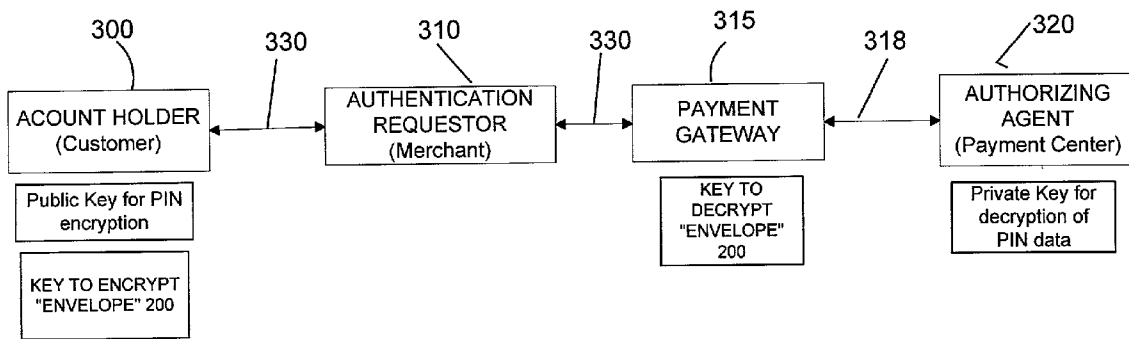 300
330
310
330
315
318
320
ACOUNT HOLDER
(Customer)
AUTHENTICATION
REQUESTOR
(Merchant)
PAYMENT
GATEWAY
AUTHORIZING
AGENT
(Payment Center)
Public Key for PIN
encryption
KEY TO ENCRYPT
"ENVELOPE" 200
KEY TO
DECRYPT
"ENVELOPE"
200
Private Key for
decryption of
PIN data